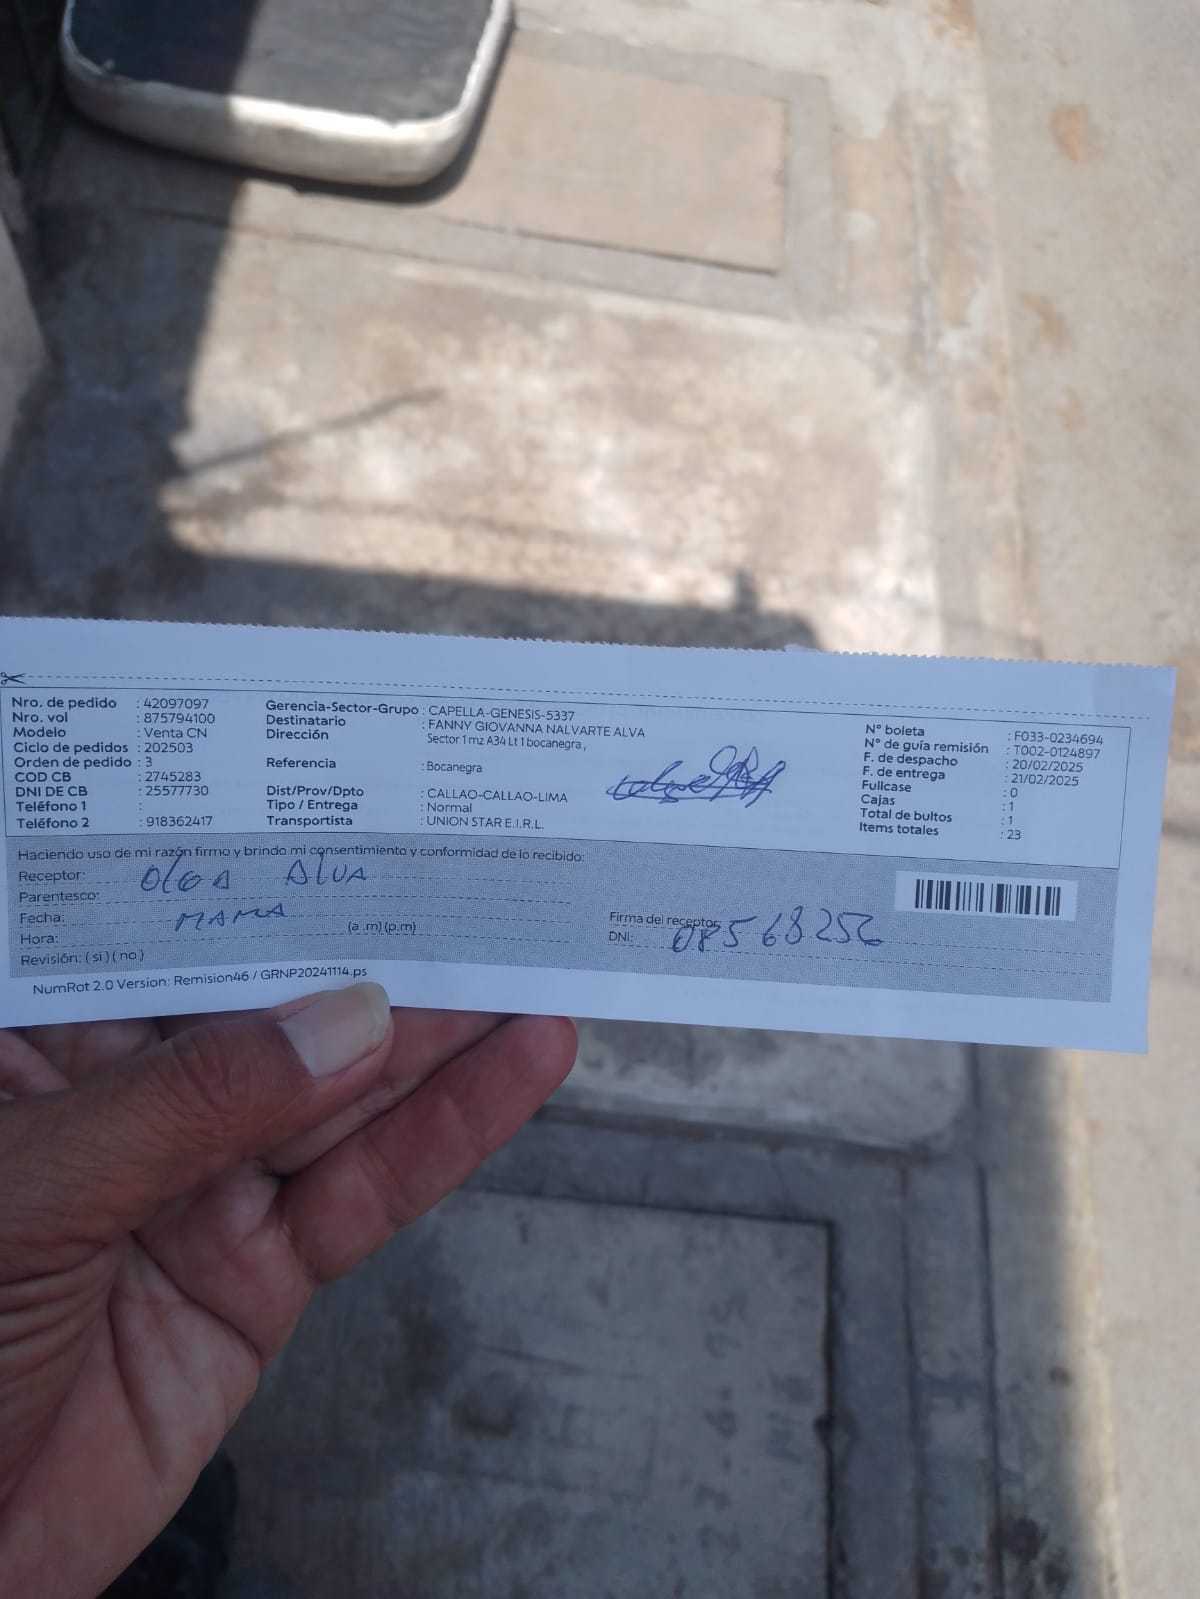 Nro. de pedido : 42097097
Nro. vol : 875794100
Modelo : Venta CN
Ciclo de pedidos : 202503
Orden de pedido : 3
COD CB : 2745283
DNI DE CB : 25577730
Teléfono 1 :
Teléfono 2 : 918362417
Gerencia-Sector-Grupo : CAPELLA-GENESIS-5337
Destinatario : FANNY GIOVANNA NALVARTE ALVA
Dirección Sector 1 mz A34 Lt 1 bocanegra ,
Referencia : Bocanegra
Dist/Prov/Dpto : CALLAO-CALLAO-LIMA
Tipo / Entrega : Normal
Transportista : UNION STAR E.I.R.L.
N° boleta : F033-0234694
N° de guía remisión : T002-0124897
F. de despacho : 20/02/2025
F. de entrega : 21/02/2025
Fullcase : 0
Cajas : 1
Total de bultos : 1
Items totales : 23
Haciendo uso de mi razón firmo y brindo mi consentimiento y conformidad de lo recibido:
Receptor: OLGA ALVA
Parentesco:
Fecha: MAMA
Hora: (a .m) (p.m)
Revisión: ( si ) ( no )
Firma del receptor:
DNI: 08568256
NumRot 2.0 Version: Remision46 / GRNP20241114.ps